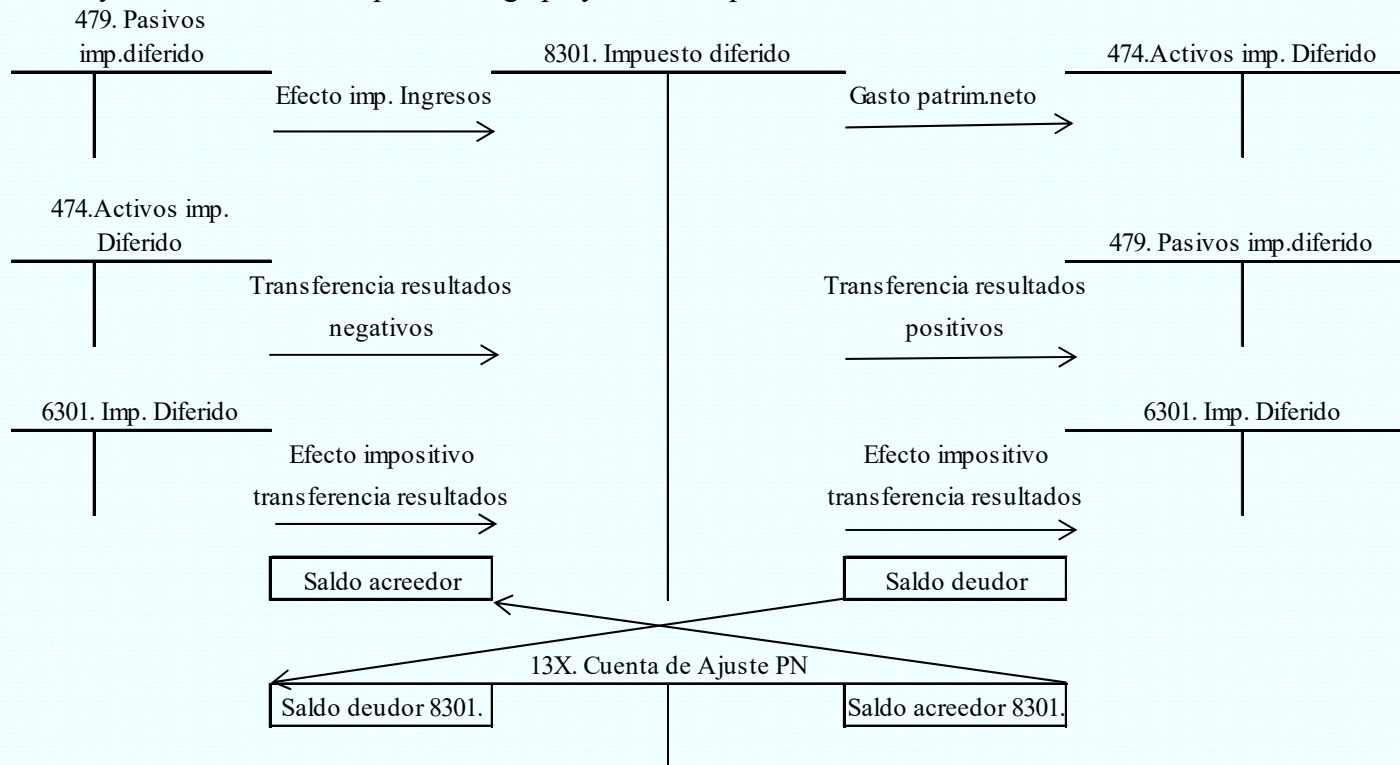 479. Pasivos
imp.diferido
8301. Impuesto diferido
474.Activos imp. Diferido
Efecto imp. Ingresos
Gasto patrim.neto
474.Activos imp.
Diferido
479. Pasivos imp.diferido
Transferencia resultados
negativos
Transferencia resultados
positivos
6301. Imp. Diferido
6301. Imp. Diferido
Efecto impositivo
transferencia resultados
Efecto impositivo
transferencia resultados
Saldo acreedor
Saldo deudor
13X. Cuenta de Ajuste PN
Saldo deudor 8301.
Saldo acreedor 8301.